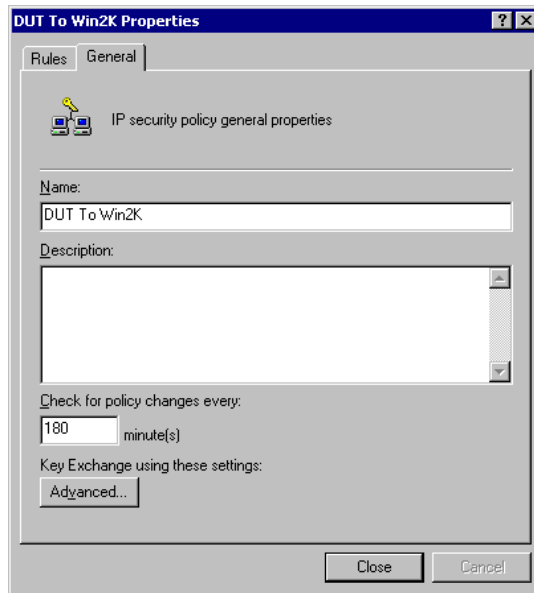 DUT To Win2K Properties
Rules General
IP security policy general properties
Name:
DUT To Win2K
Description:
Check for policy changes every:
180 minute(s)
Key Exchange using these settings:
Advanced...
Close Cancel